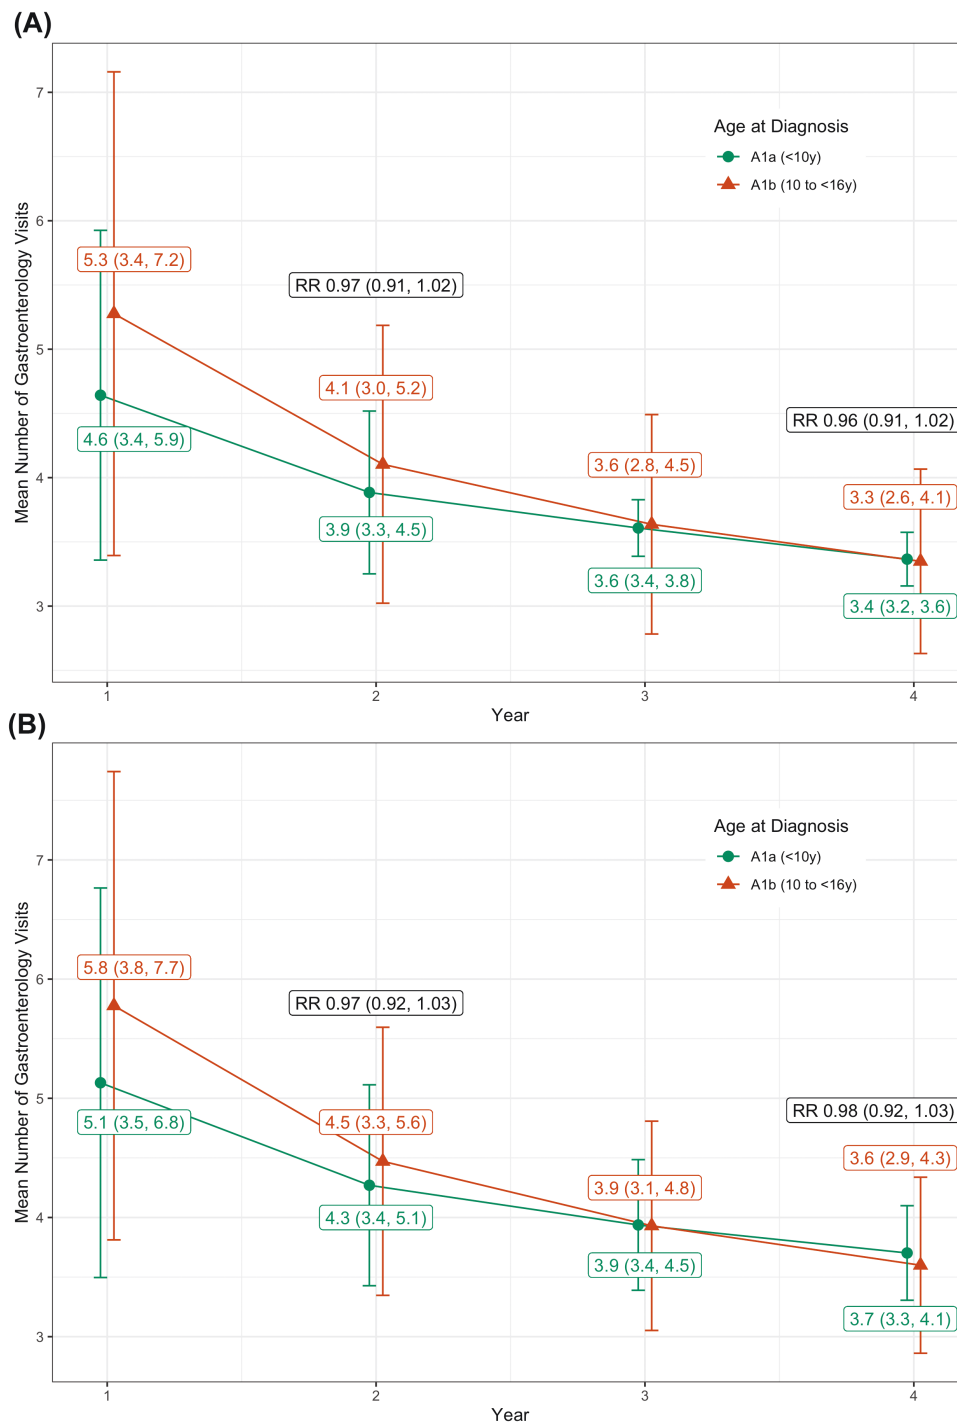 (A)
Mean Number of Gastroenterology Visits
7
6
5
4
3
Age at Diagnosis
A1a (<10y)
A1b (10 to <16y)
5.3 (3.4, 7.2)
RR 0.97 (0.91, 1.02)
4.1 (3.0, 5.2)
4.6 (3.4, 5.9)
RR 0.96 (0.91, 1.02)
3.6 (2.8, 4.5)
3.3 (2.6, 4.1)
3.9 (3.3, 4.5)
3.6 (3.4, 3.8)
3.4 (3.2, 3.6)
1
2
3
4
Year
(B)
Mean Number of Gastroenterology Visits
7
6
5
4
3
Age at Diagnosis
A1a (<10y)
A1b (10 to <16y)
5.8 (3.8, 7.7)
RR 0.97 (0.92, 1.03)
5.1 (3.5, 6.8)
4.5 (3.3, 5.6)
RR 0.98 (0.92, 1.03)
3.6 (2.9, 4.3)
3.9 (3.1, 4.8)
4.3 (3.4, 5.1)
3.9 (3.4, 4.5)
3.7 (3.3, 4.1)
1
2
3
4
Year